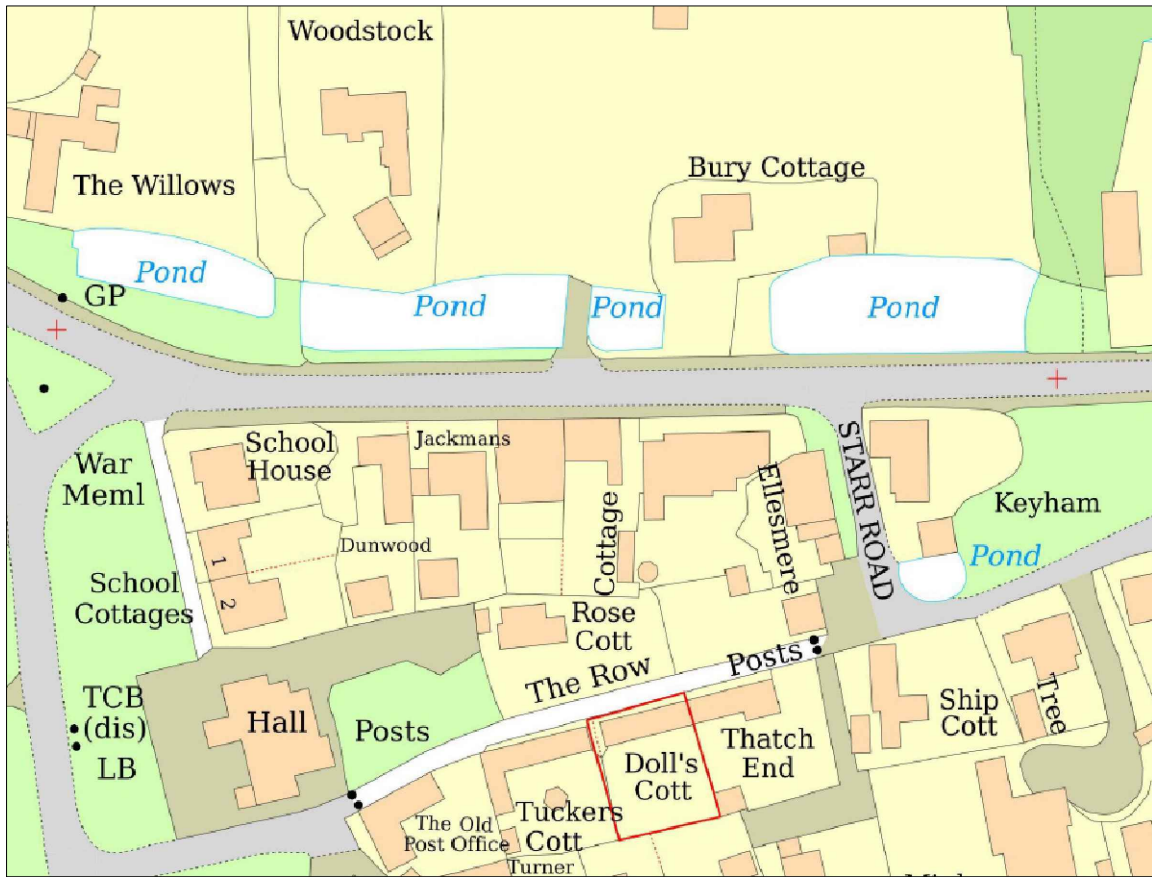 Woodstock
The Willows
Bury Cottage
Pond
Pond
Pond
Pond
GP
War
Meml
School
House
Jackmans
Dunwood
Cottage
Ellesmere
STARR ROAD
Keyham
Pond
1
2
School
Cottages
Rose
Cott
The Row
Posts
TCB
(dis)
LB
Hall
Posts
Doll's
Cott
Thatch
End
Ship
Cott
Tree
The Old
Post Office
Tuckers
Cott
Turner